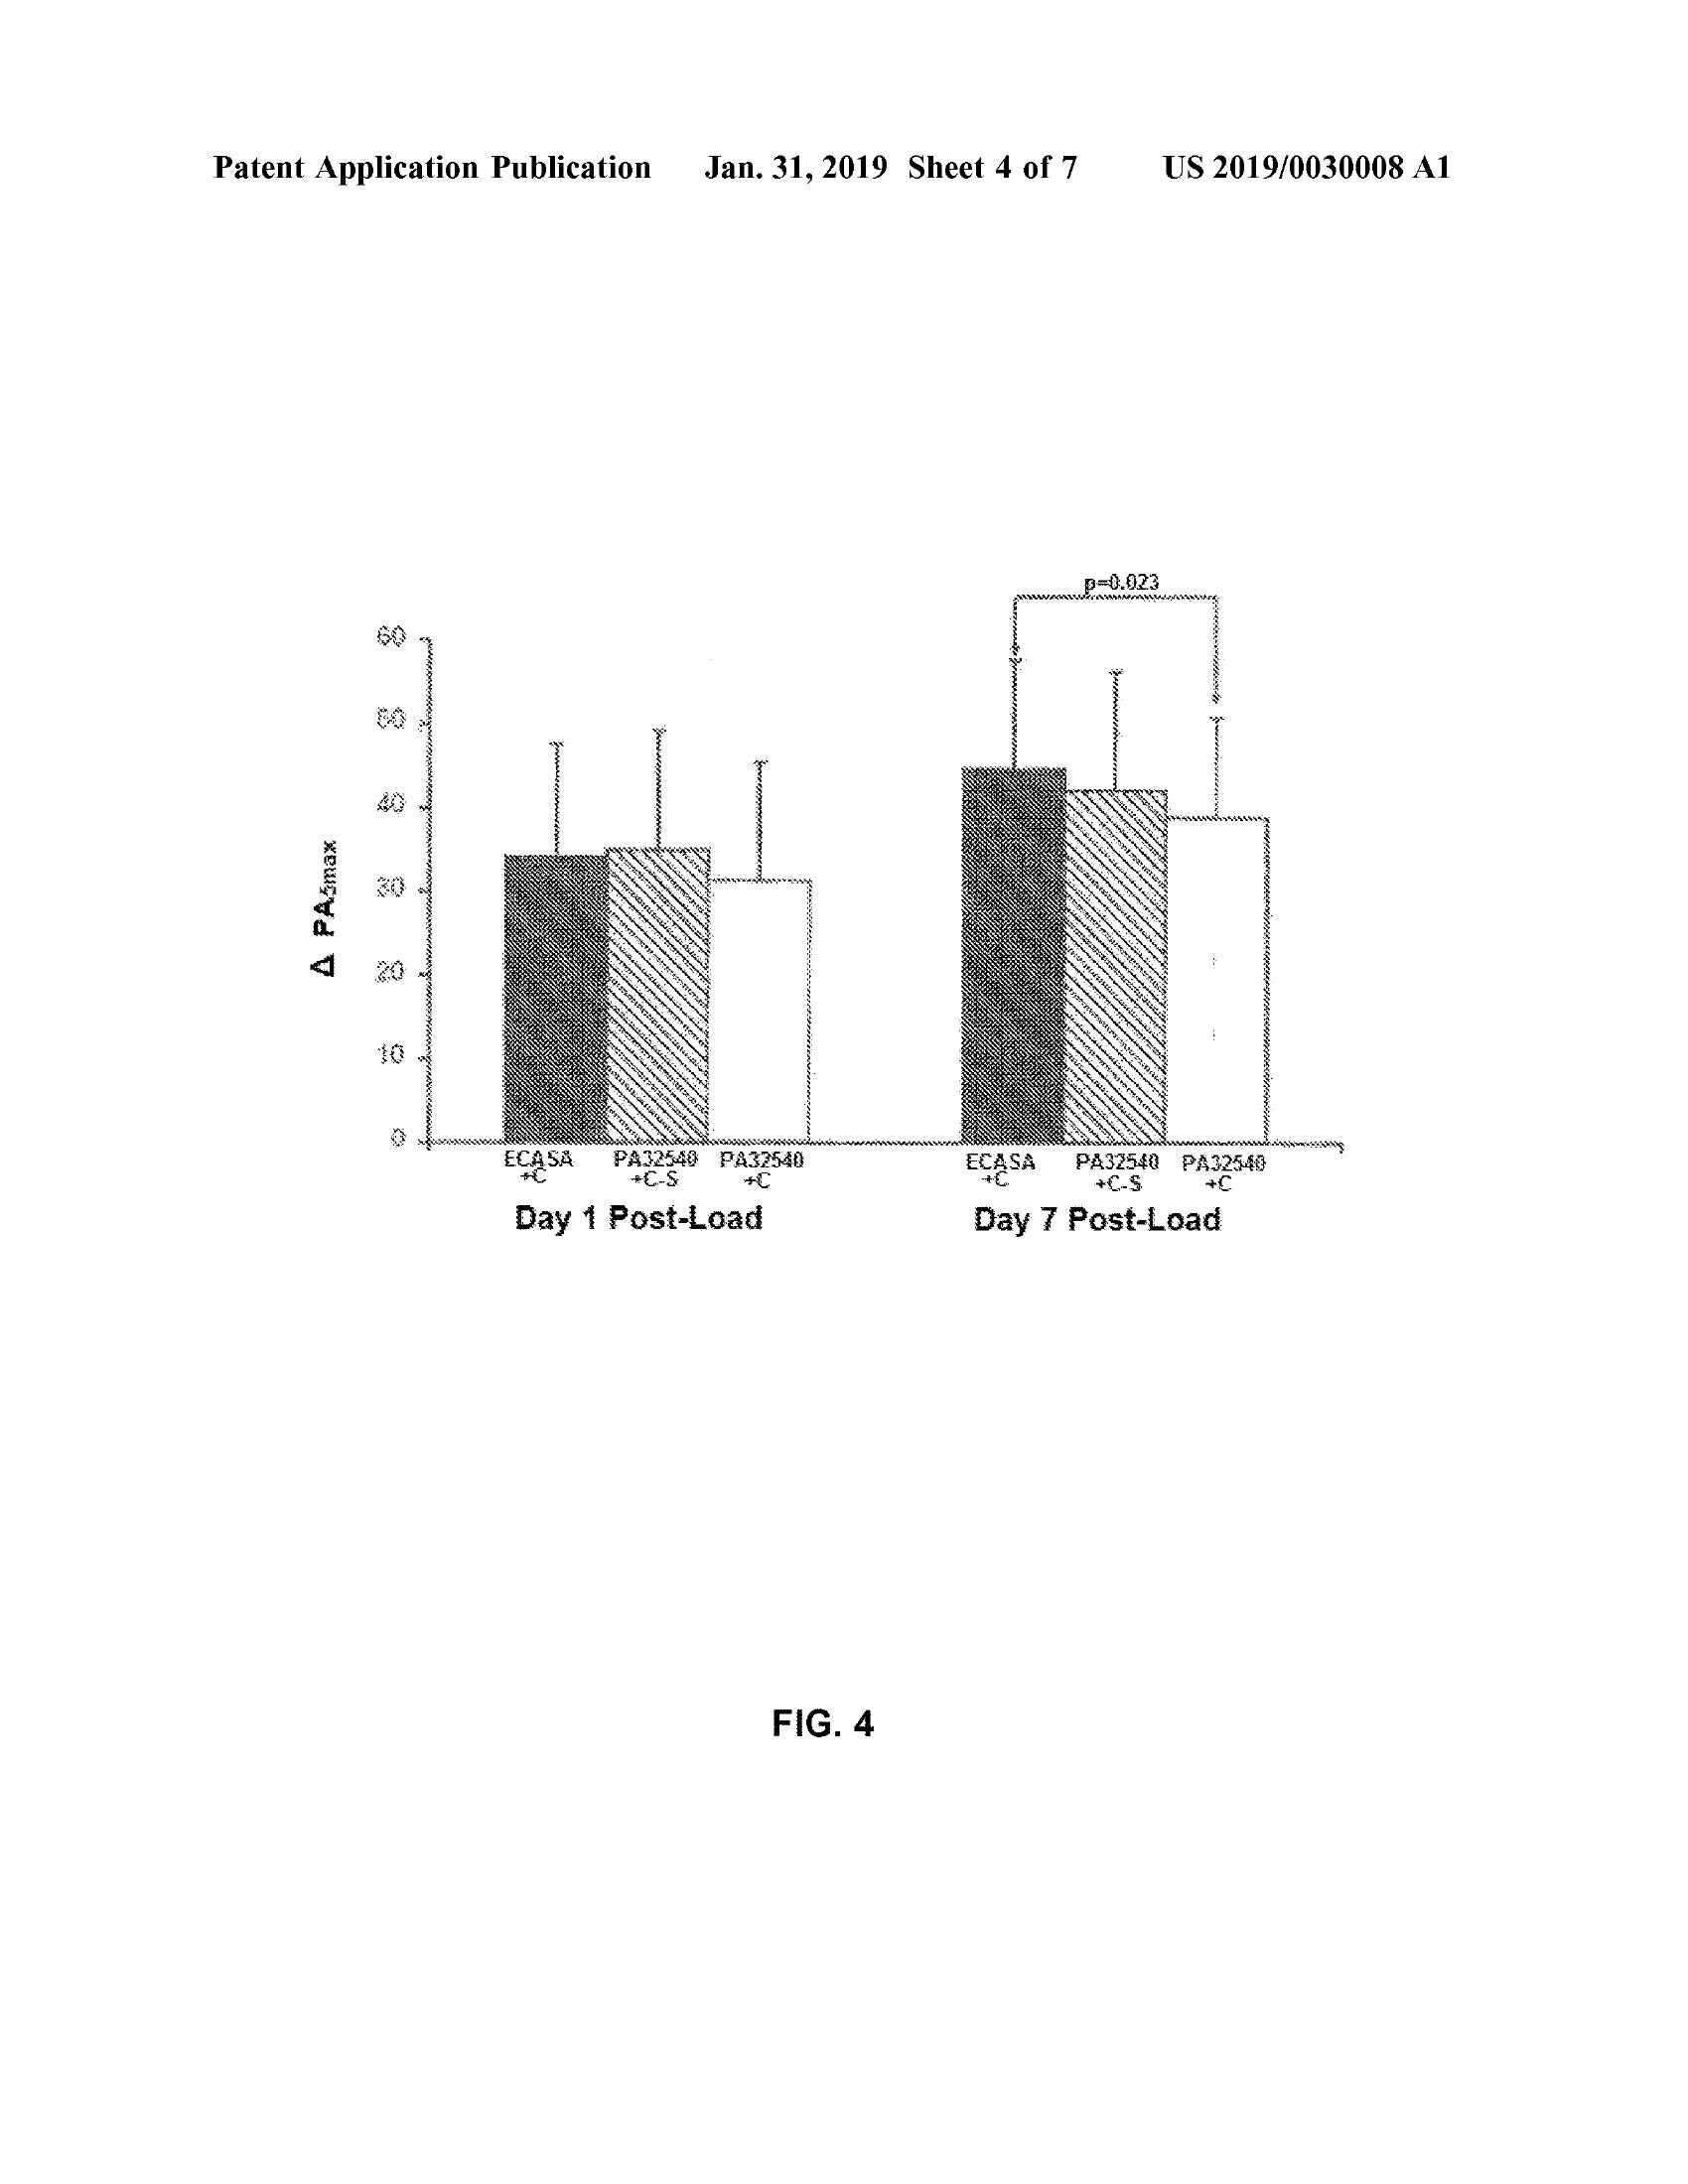 Patent Application Publication Jan. 31, 2019 Sheet 4 of 7 US 2019/0030008 A1
p=0.023
60
50
40
30
20
10
0
Δ PA5max
ECASA +C PA32540 +C-S PA32540 +C
Day 1 Post-Load
ECASA +C PA32540 +C-S PA32540 +C
Day 7 Post-Load
FIG. 4